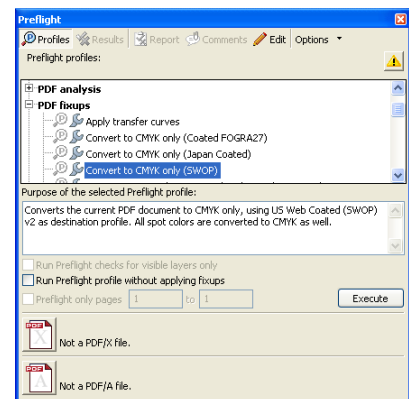 Preflight
Profiles Results Report Comments Edit Options
Preflight profiles:
PDF analysis
PDF fixups
Apply transfer curves
Convert to CMYK only (Coated FOGRA27)
Convert to CMYK only (Japan Coated)
Convert to CMYK only (SWOP)
Purpose of the selected Preflight profile:
Converts the current PDF document to CMYK only, using US Web Coated (SWOP)
v2 as destination profile. All spot colors are converted to CMYK as well.
Run Preflight checks for visible layers only
Run Preflight profile without applying fixups
Preflight only pages 1 to 1 Execute
PDF
Not a PDF/X file.
PDF
Not a PDF/A file.